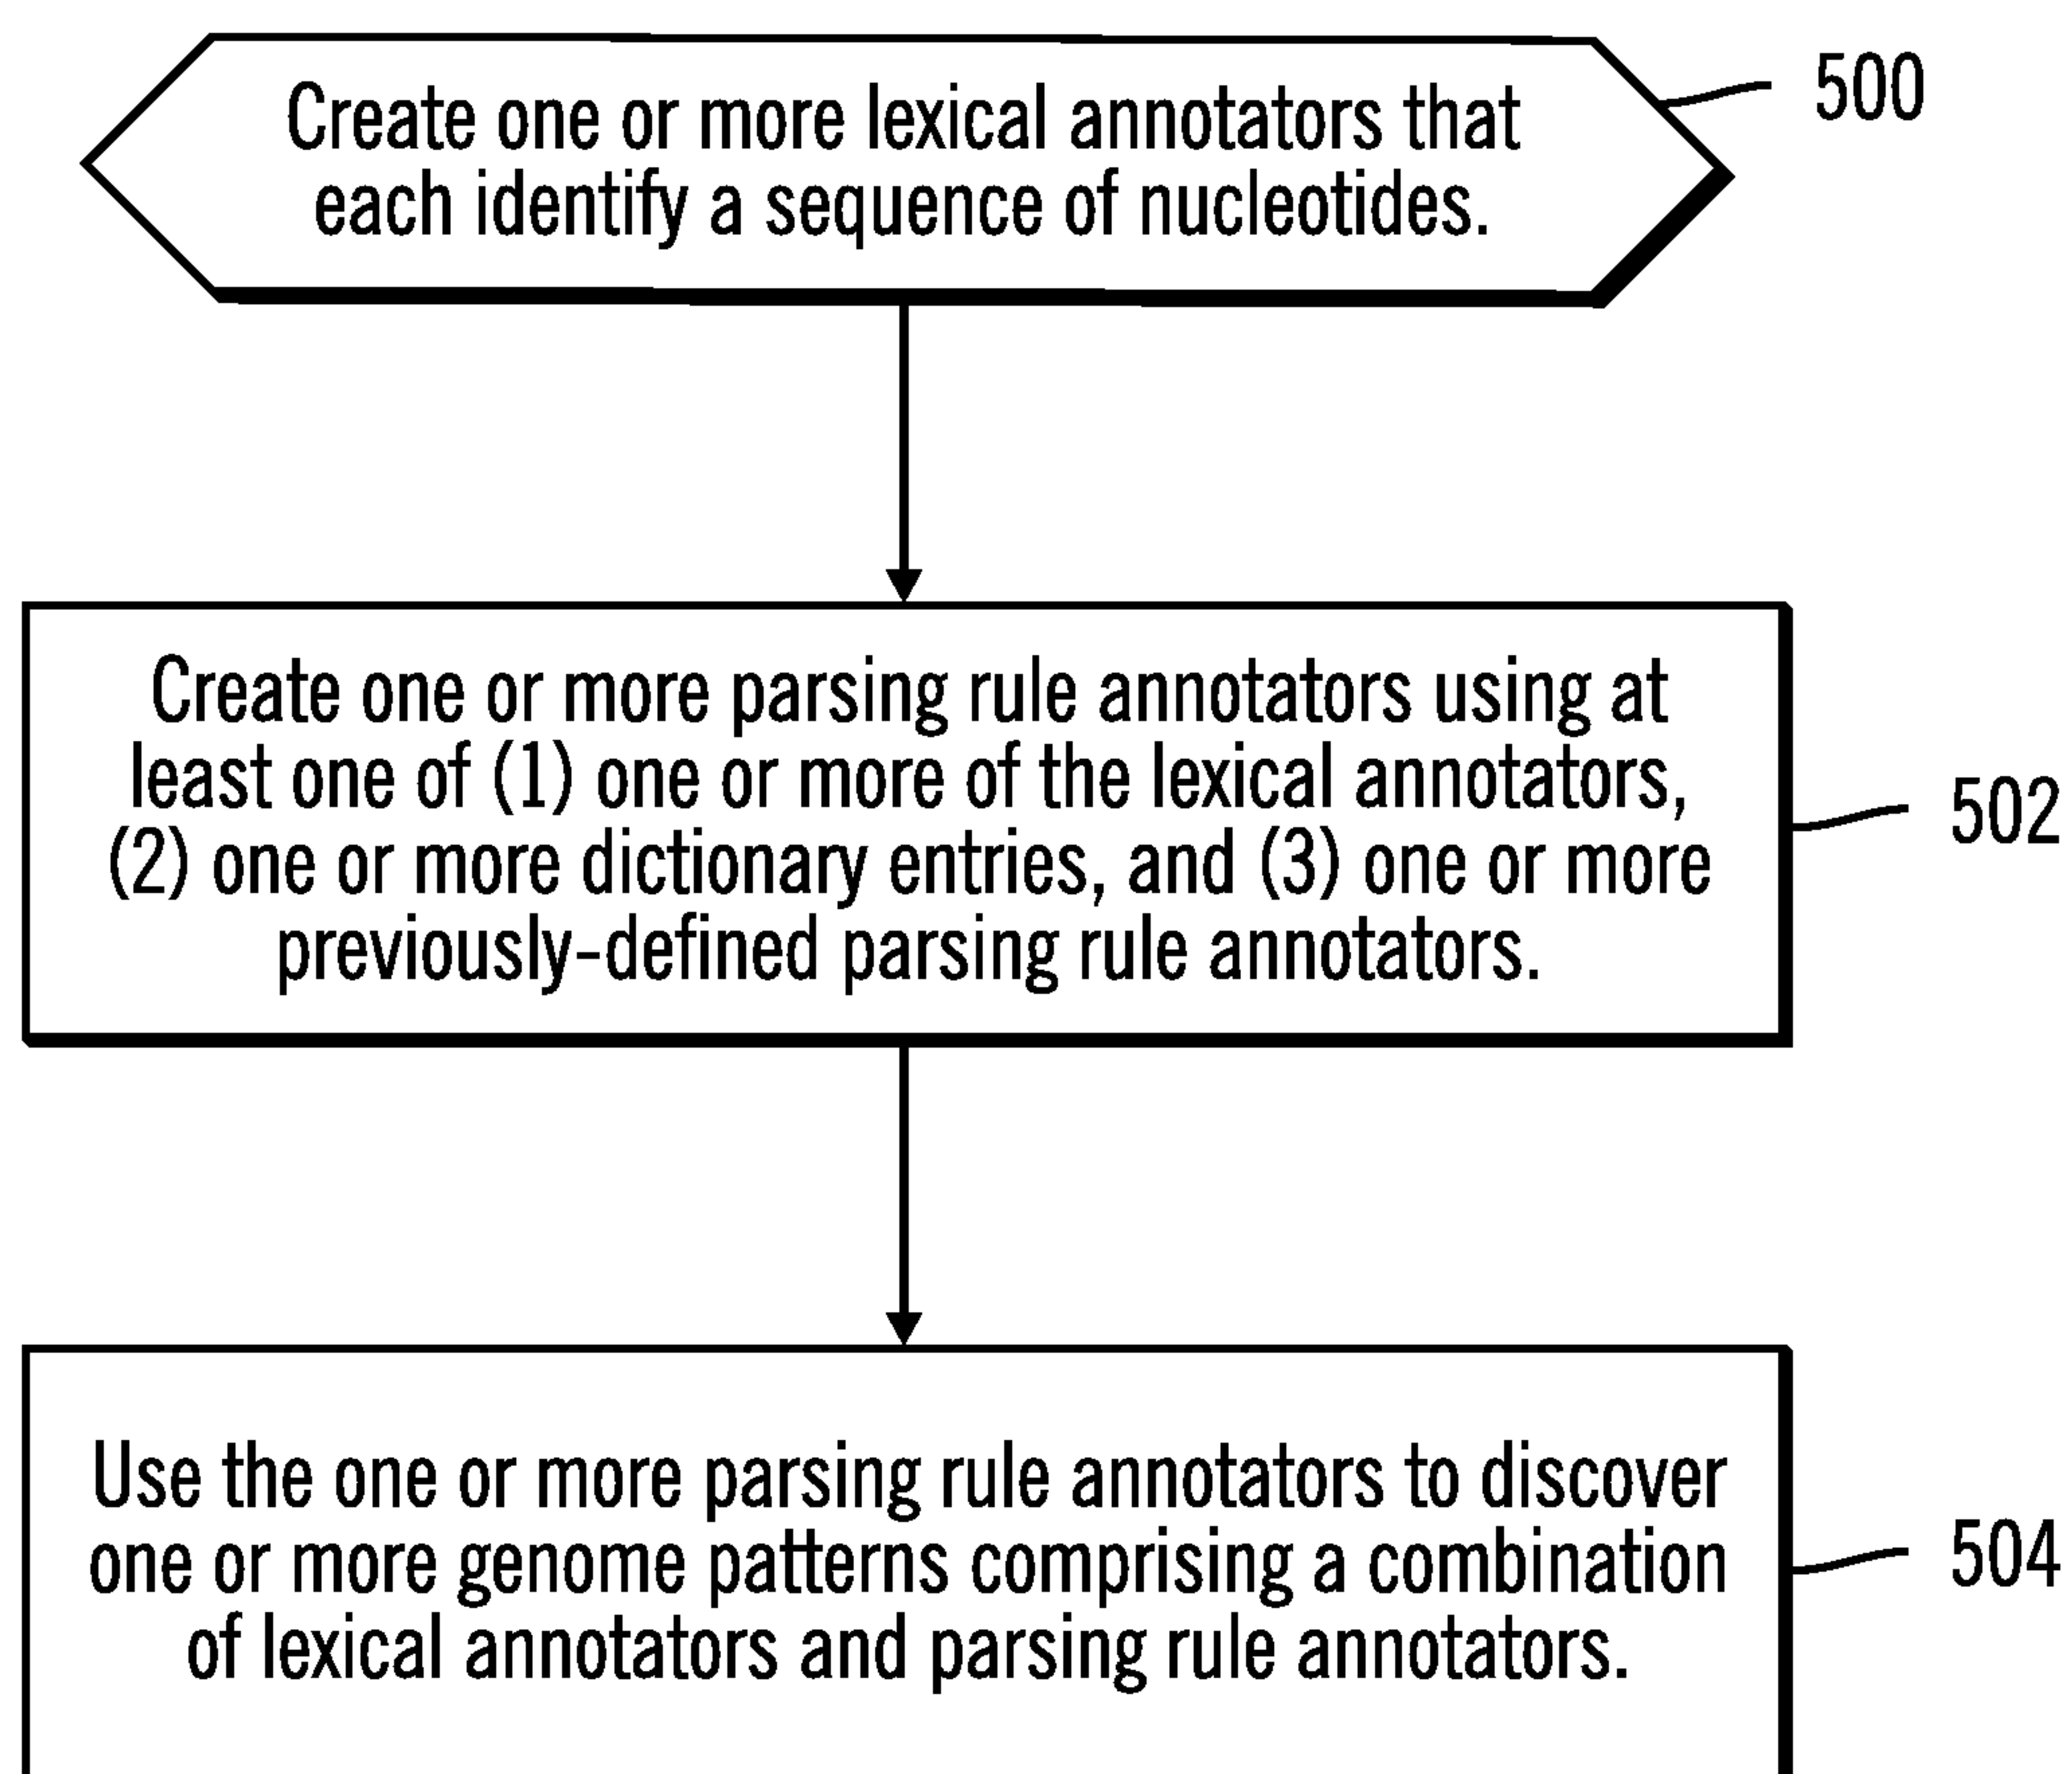 Create one or more lexical annotators that
each identify a sequence of nucleotides.
500
Create one or more parsing rule annotators using at
least one of (1) one or more of the lexical annotators,
(2) one or more dictionary entries, and (3) one or more
previously-defined parsing rule annotators.
502
Use the one or more parsing rule annotators to discover
one or more genome patterns comprising a combination
of lexical annotators and parsing rule annotators.
504